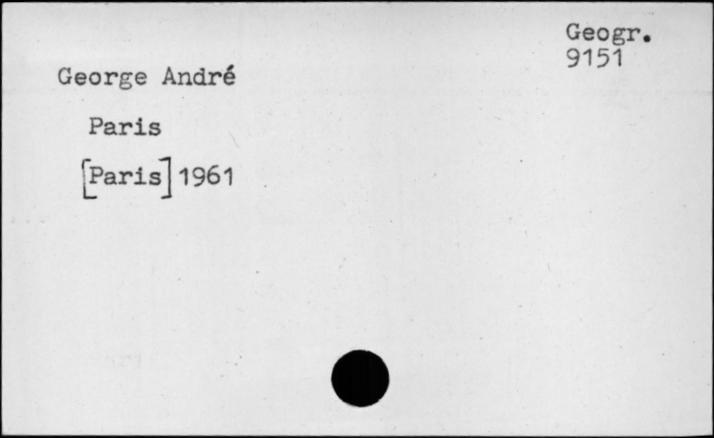 Geogr.
9151
George André
Paris
[Paris] 1961